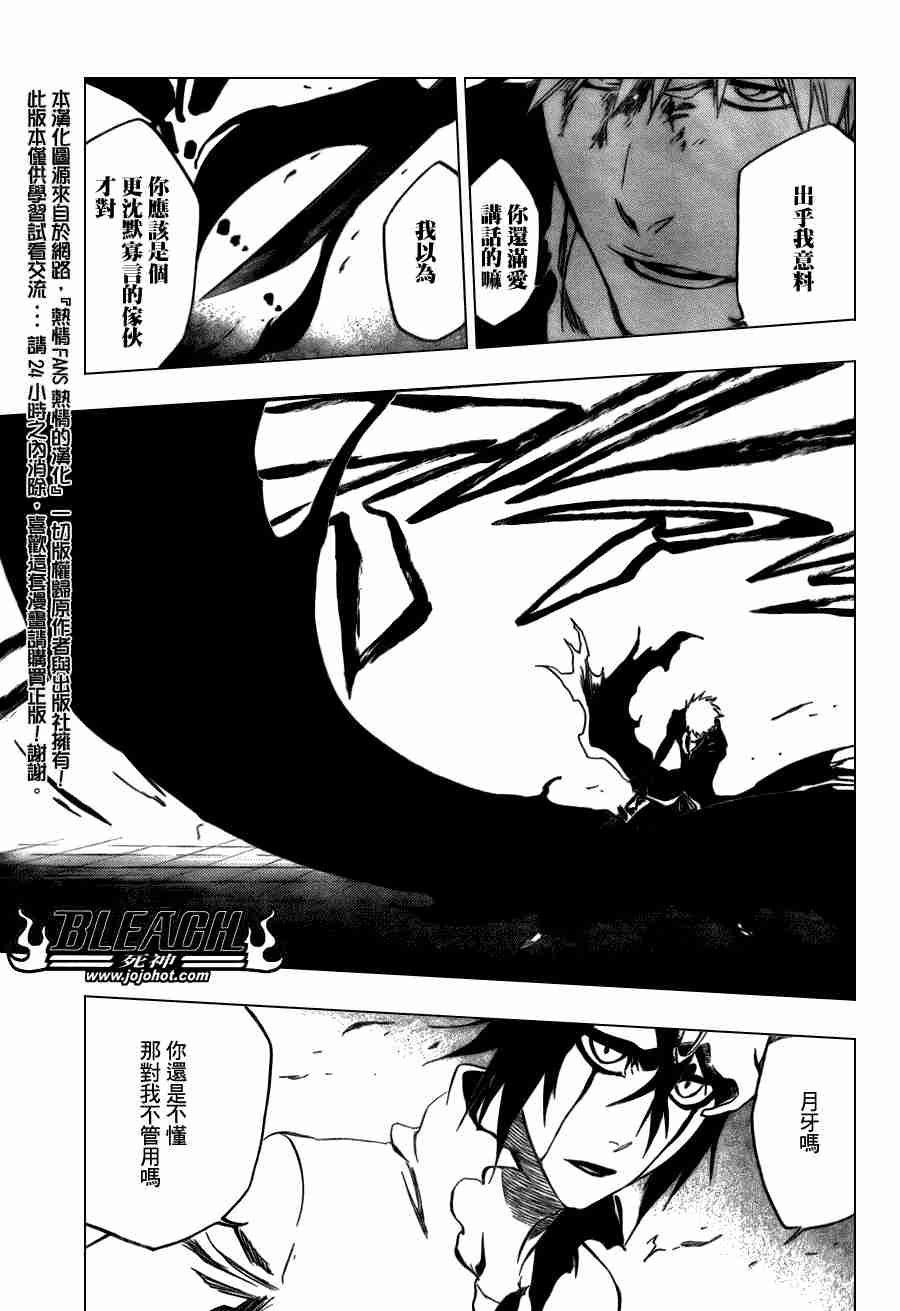 出乎我意料
你還滿愛
講話的嘛
我以為
你應該是個
更沈默寡言的傢伙
才對
月牙嗎
你還是不懂
那對我不管用嗎
本漢化圖源來自於網路，『熱情FANS熱情的漢化』一切版權歸原作者與出版社擁有！
此版本僅供學習試看交流…請24小時之內消除，喜歡這套漫畫請購買正版！謝謝。
BLEACH
死神
www.jojohot.com